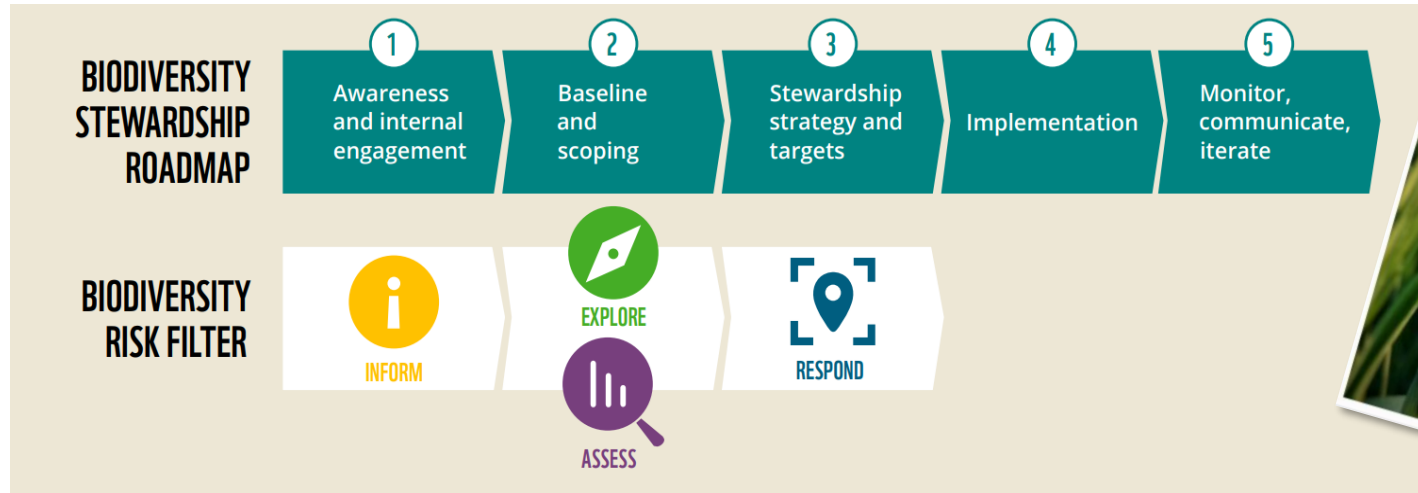 BIODIVERSITY
STEWARDSHIP
ROADMAP
1
Awareness
and internal
engagement
2
Baseline
and
scoping
3
Stewardship
strategy and
targets
4
Implementation
5
Monitor,
communicate,
iterate
BIODIVERSITY
RISK FILTER
INFORM
EXPLORE
ASSESS
RESPOND